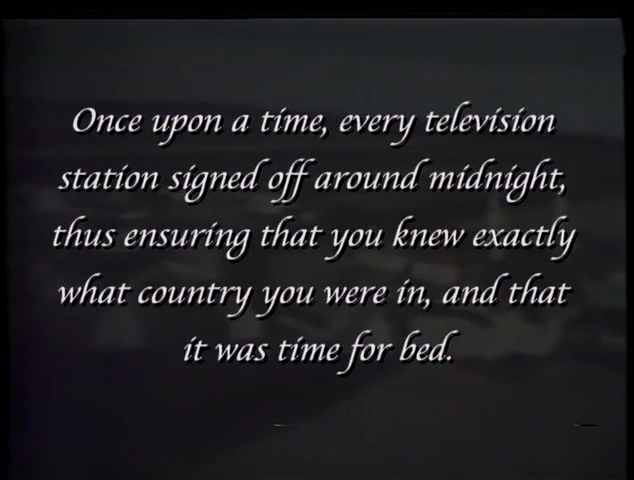 Once upon a time, every television
station signed off around midnight,
thus ensuring that you knew exactly
what country you were in, and that
it was time for bed.